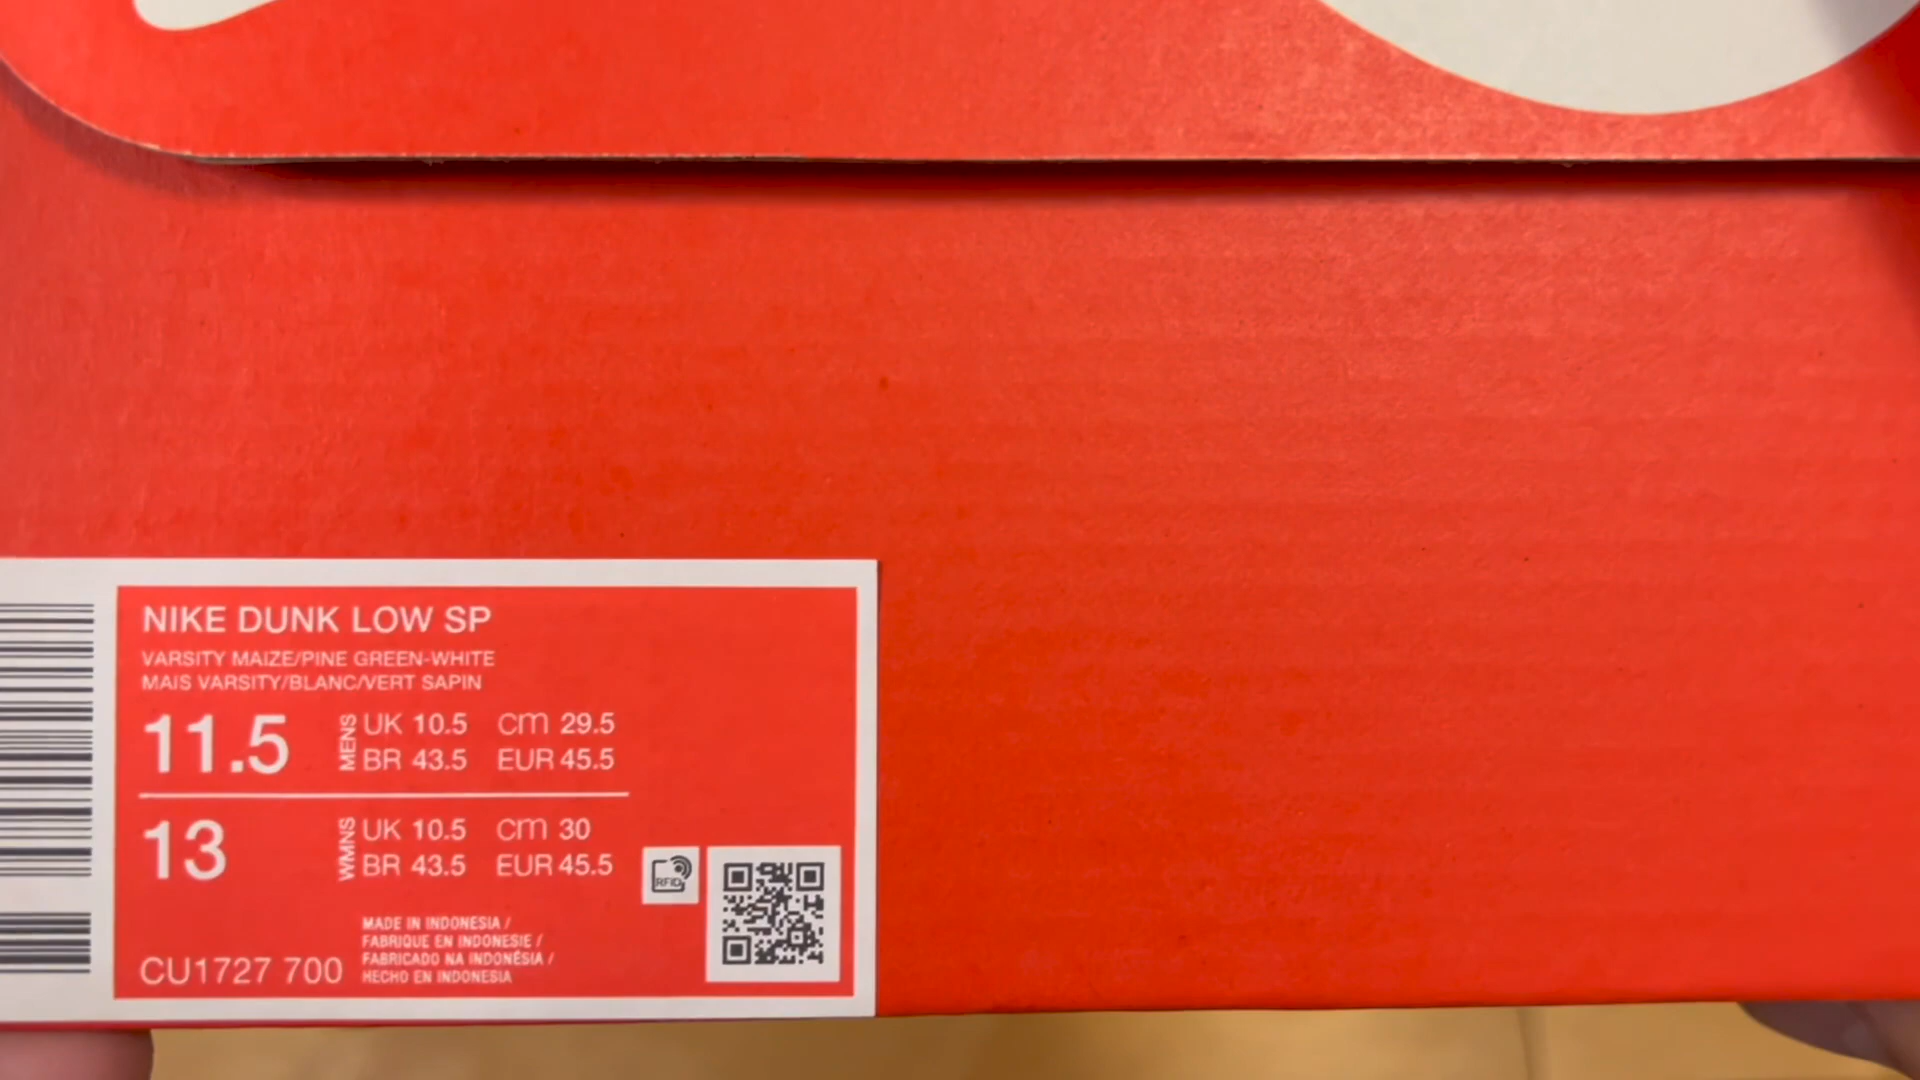 NIKE DUNK LOW SP
VARSITY MAIZE/PINE GREEN-WHITE
MAIS VARSITY/BLANC/VERT SAPIN
11.5 MENS UK 10.5 cm 29.5
BR 43.5 EUR 45.5
13 WMNS UK 10.5 cm 30
BR 43.5 EUR 45.5
RFID
MADE IN INDONESIA /
FABRIQUE EN INDONESIE /
FABRICADO NA INDONÉSIA /
HECHO EN INDONESIA
CU1727 700